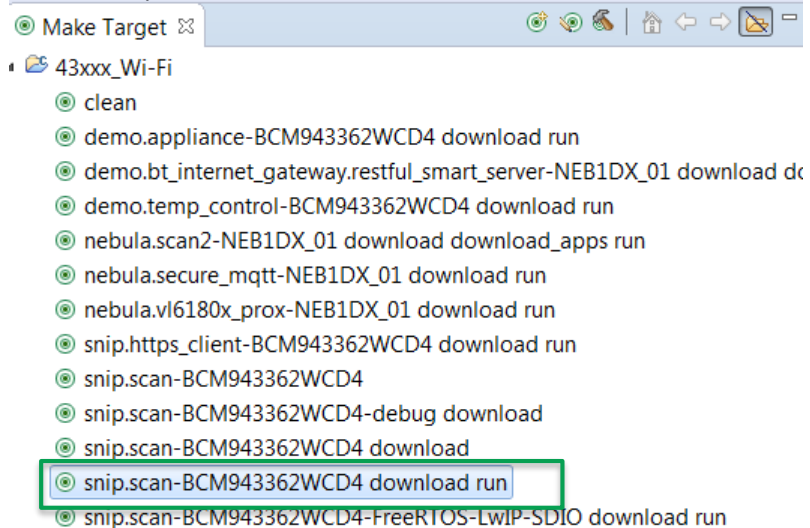 Make Target
43xxx_Wi-Fi
clean
demo.appliance-BCM943362WCD4 download run
demo.bt_internet_gateway.restful_smart_server-NEB1DX_01 download do
demo.temp_control-BCM943362WCD4 download run
nebula.scan2-NEB1DX_01 download download_apps run
nebula.secure_mqtt-NEB1DX_01 download run
nebula.vl6180x_prox-NEB1DX_01 download run
snip.https_client-BCM943362WCD4 download run
snip.scan-BCM943362WCD4
snip.scan-BCM943362WCD4-debug download
snip.scan-BCM943362WCD4 download
snip.scan-BCM943362WCD4 download run
snip.scan-BCM943362WCD4-FreeRTOS-LwIP-SDIO download run